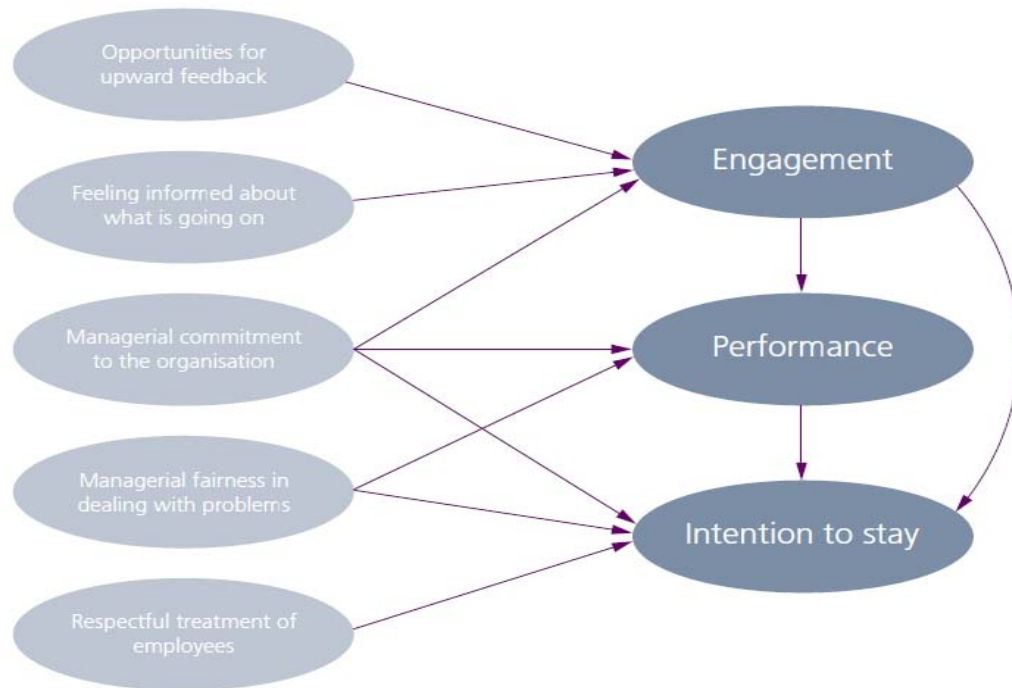 Opportunities for
upward feedback
Feeling informed about
what is going on
Managerial commitment
to the organisation
Managerial fairness in
dealing with problems
Respectful treatment of
employees
Engagement
Performance
Intention to stay